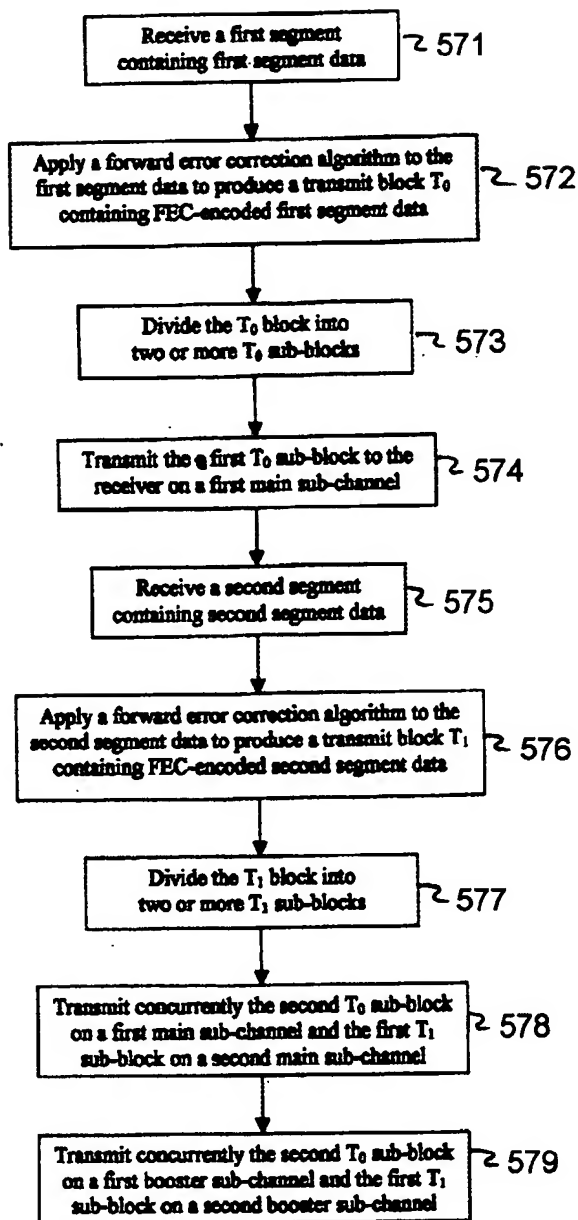 Receive a first segment
containing first segment data
571
Apply a forward error correction algorithm to the
first segment data to produce a transmit block T₀
containing FEC-encoded first segment data
572
Divide the T₀ block into
two or more T₀ sub-blocks
573
Transmit the first T₀ sub-block to the
receiver on a first main sub-channel
574
Receive a second segment
containing second segment data
575
Apply a forward error correction algorithm to the
second segment data to produce a transmit block T₁
containing FEC-encoded second segment data
576
Divide the T₁ block into
two or more T₁ sub-blocks
577
Transmit concurrently the second T₀ sub-block
on a first main sub-channel and the first T₁
sub-block on a second main sub-channel
578
Transmit concurrently the second T₀ sub-block
on a first booster sub-channel and the first T₁
sub-block on a second booster sub-channel
579